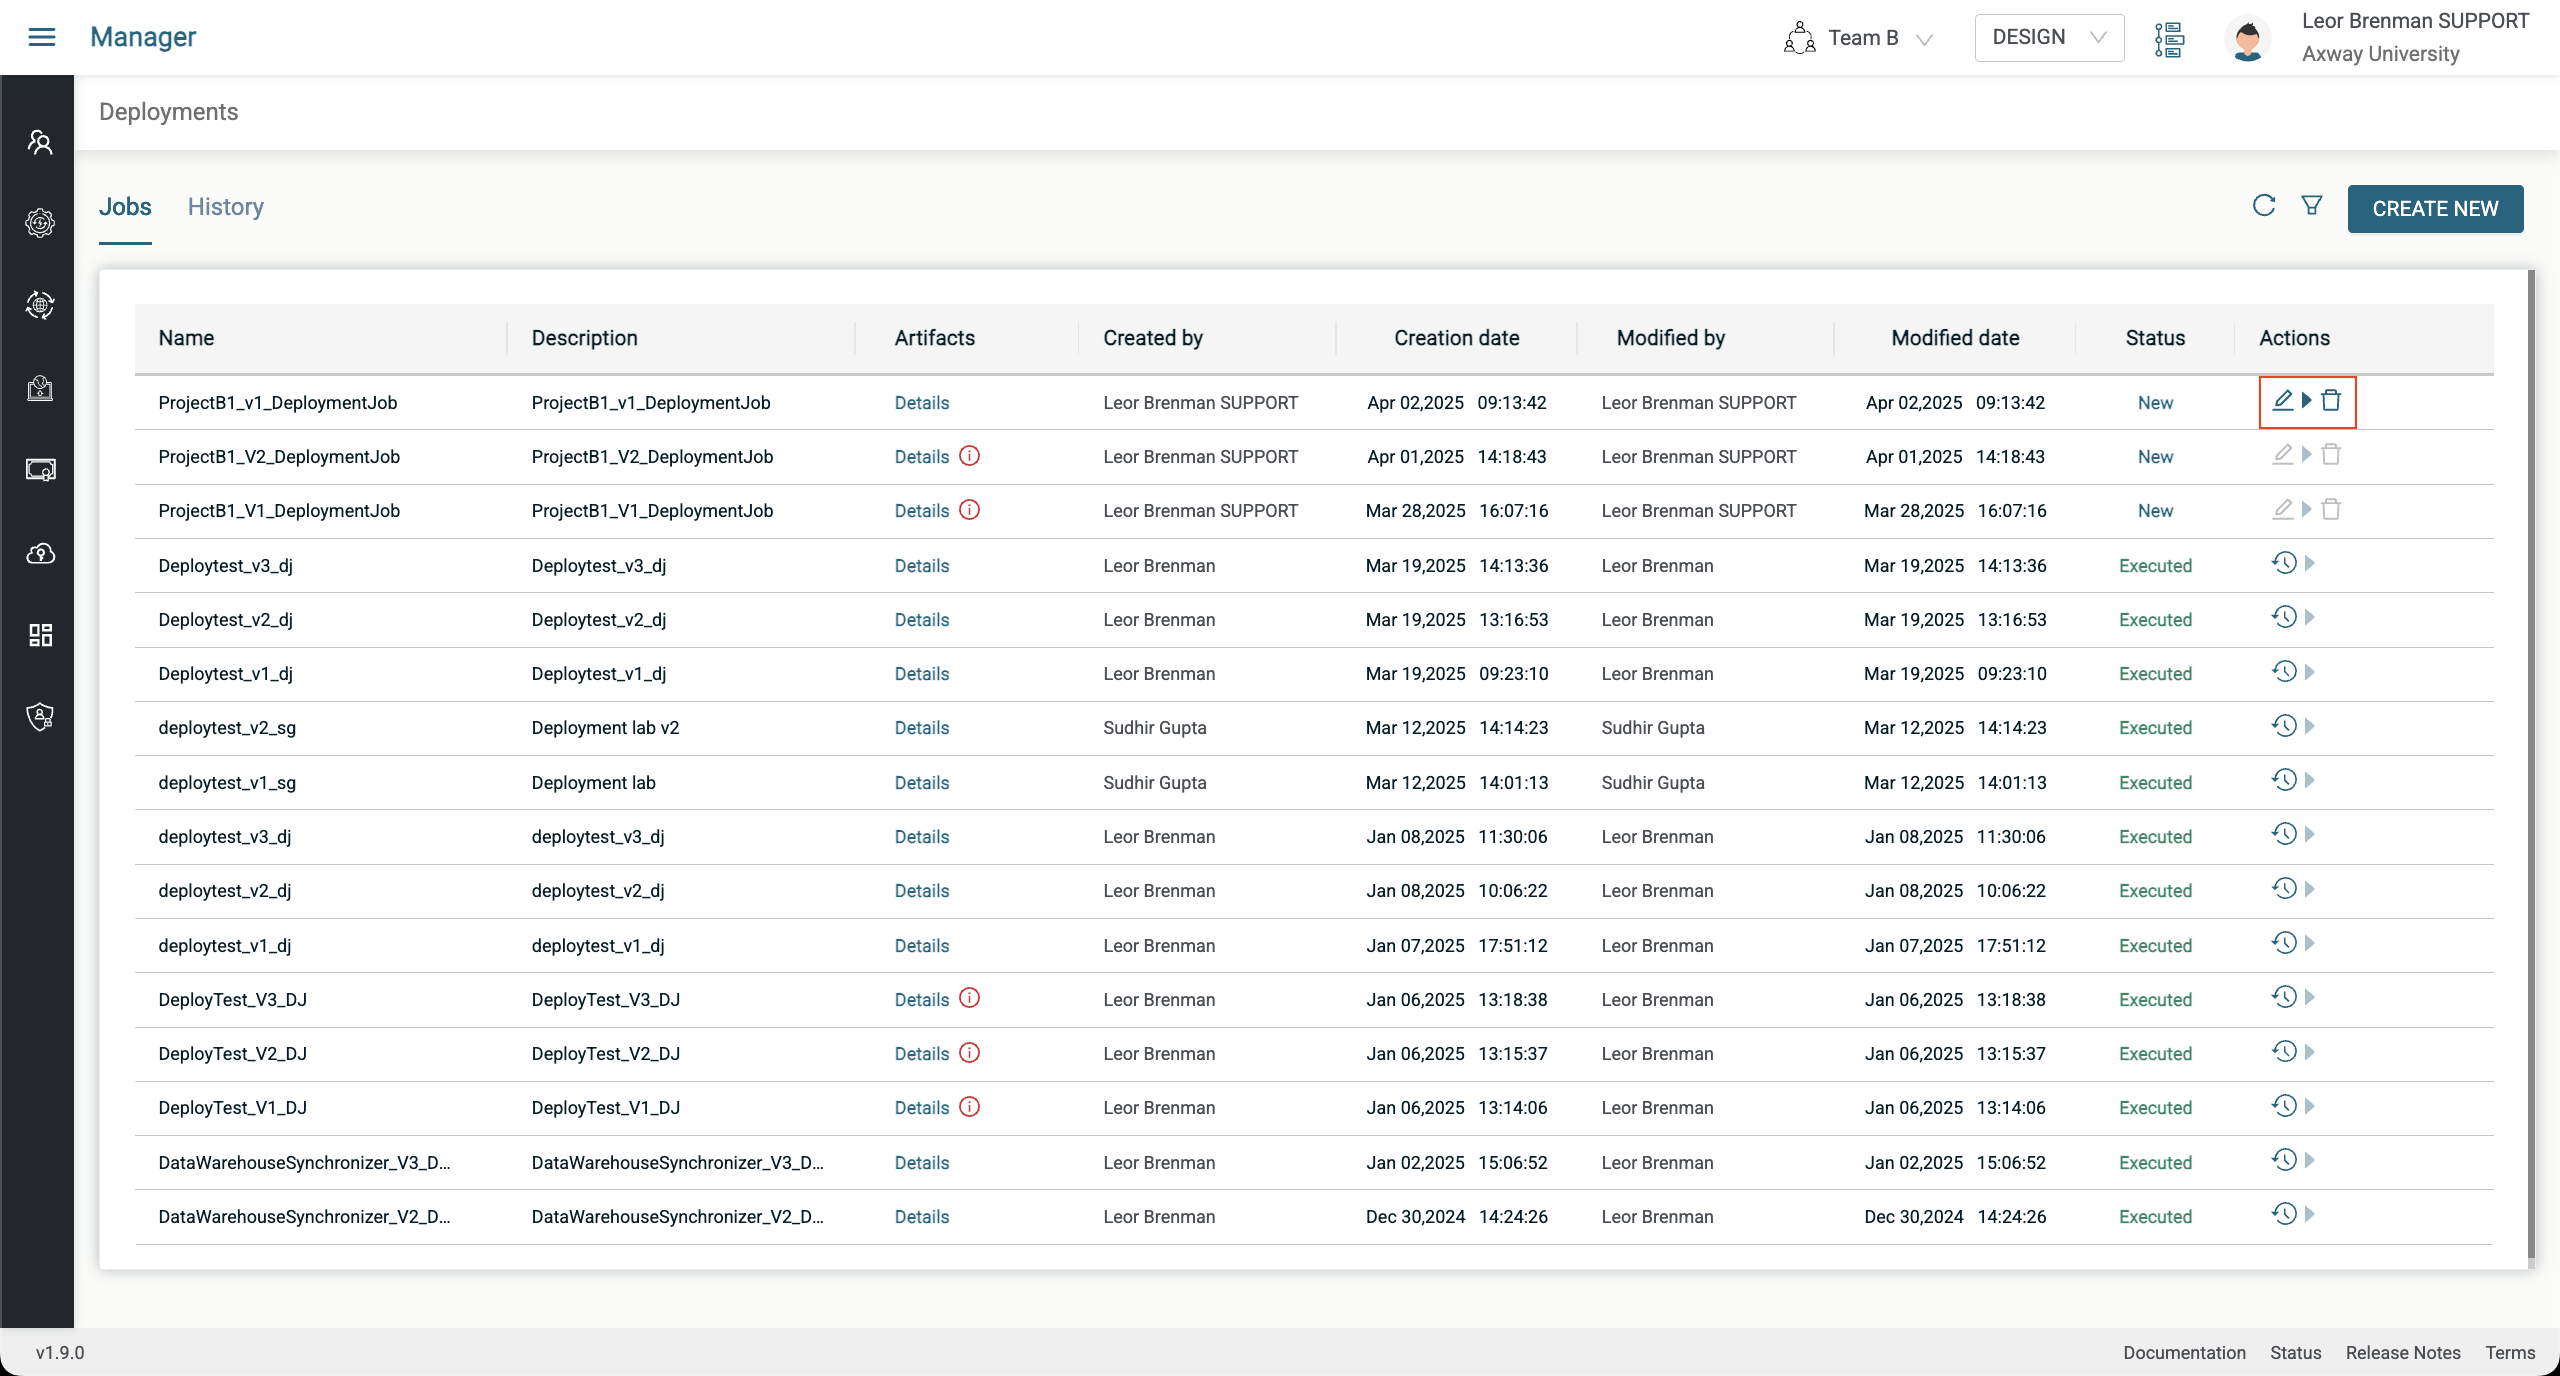 Manager
Team B
DESIGN
Leor Brenman SUPPORT
Axway University
Deployments
Jobs History
CREATE NEW
Name Description Artifacts Created by Creation date Modified by Modified date Status Actions
ProjectB1_v1_DeploymentJob ProjectB1_v1_DeploymentJob Details Leor Brenman SUPPORT Apr 02,2025 09:13:42 Leor Brenman SUPPORT Apr 02,2025 09:13:42 New
ProjectB1_V2_DeploymentJob ProjectB1_V2_DeploymentJob Details Leor Brenman SUPPORT Apr 01,2025 14:18:43 Leor Brenman SUPPORT Apr 01,2025 14:18:43 New
ProjectB1_V1_DeploymentJob ProjectB1_V1_DeploymentJob Details Leor Brenman SUPPORT Mar 28,2025 16:07:16 Leor Brenman SUPPORT Mar 28,2025 16:07:16 New
Deploytest_v3_dj Deploytest_v3_dj Details Leor Brenman Mar 19,2025 14:13:36 Leor Brenman Mar 19,2025 14:13:36 Executed
Deploytest_v2_dj Deploytest_v2_dj Details Leor Brenman Mar 19,2025 13:16:53 Leor Brenman Mar 19,2025 13:16:53 Executed
Deploytest_v1_dj Deploytest_v1_dj Details Leor Brenman Mar 19,2025 09:23:10 Leor Brenman Mar 19,2025 09:23:10 Executed
deploytest_v2_sg Deployment lab v2 Details Sudhir Gupta Mar 12,2025 14:14:23 Sudhir Gupta Mar 12,2025 14:14:23 Executed
deploytest_v1_sg Deployment lab Details Sudhir Gupta Mar 12,2025 14:01:13 Sudhir Gupta Mar 12,2025 14:01:13 Executed
deploytest_v3_dj deploytest_v3_dj Details Leor Brenman Jan 08,2025 11:30:06 Leor Brenman Jan 08,2025 11:30:06 Executed
deploytest_v2_dj deploytest_v2_dj Details Leor Brenman Jan 08,2025 10:06:22 Leor Brenman Jan 08,2025 10:06:22 Executed
deploytest_v1_dj deploytest_v1_dj Details Leor Brenman Jan 07,2025 17:51:12 Leor Brenman Jan 07,2025 17:51:12 Executed
DeployTest_V3_DJ DeployTest_V3_DJ Details Leor Brenman Jan 06,2025 13:18:38 Leor Brenman Jan 06,2025 13:18:38 Executed
DeployTest_V2_DJ DeployTest_V2_DJ Details Leor Brenman Jan 06,2025 13:15:37 Leor Brenman Jan 06,2025 13:15:37 Executed
DeployTest_V1_DJ DeployTest_V1_DJ Details Leor Brenman Jan 06,2025 13:14:06 Leor Brenman Jan 06,2025 13:14:06 Executed
DataWarehouseSynchronizer_V3_D... DataWarehouseSynchronizer_V3_D... Details Leor Brenman Jan 02,2025 15:06:52 Leor Brenman Jan 02,2025 15:06:52 Executed
DataWarehouseSynchronizer_V2_D... DataWarehouseSynchronizer_V2_D... Details Leor Brenman Dec 30,2024 14:24:26 Leor Brenman Dec 30,2024 14:24:26 Executed
v1.9.0
Documentation Status Release Notes Terms